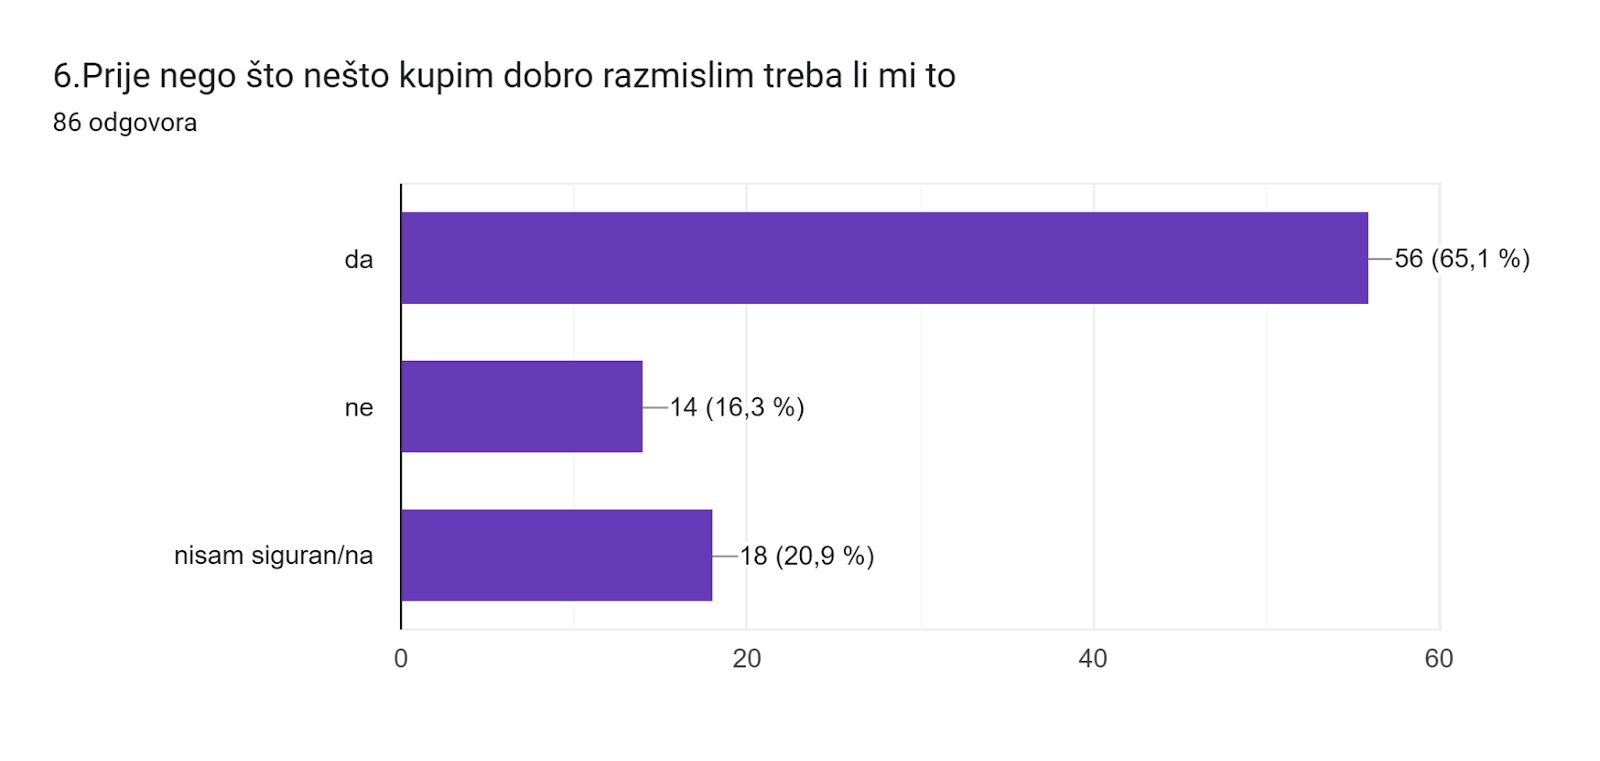 6.Prije nego što nešto kupim dobro razmislim treba li mi to
86 odgovora
da
56 (65,1 %)
ne
14 (16,3 %)
nisam siguran/na
18 (20,9 %)
0
20
40
60